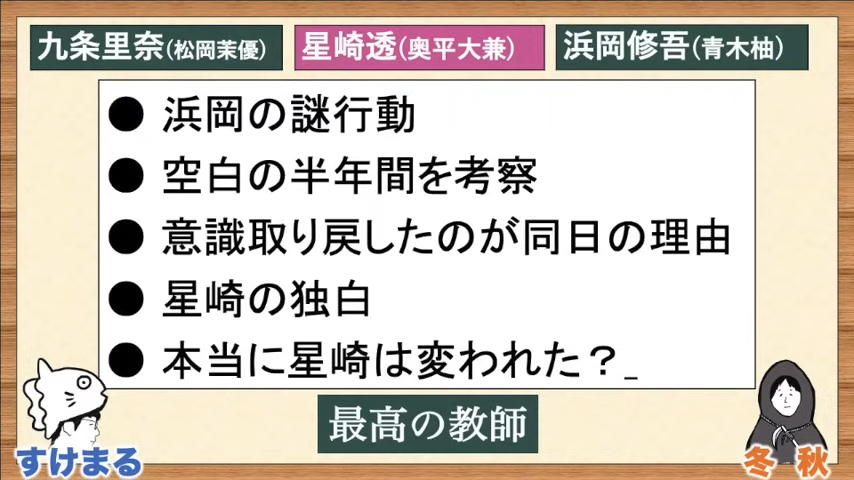 九条里奈(松岡茉優)
星崎透(奥平大兼)
浜岡修吾(青木柚)
● 浜岡の謎行動
● 空白の半年間を考察
● 意識取り戻したのが同日の理由
● 星崎の独白
● 本当に星崎は変われた？_
最高の教師
すけまる
冬 秋